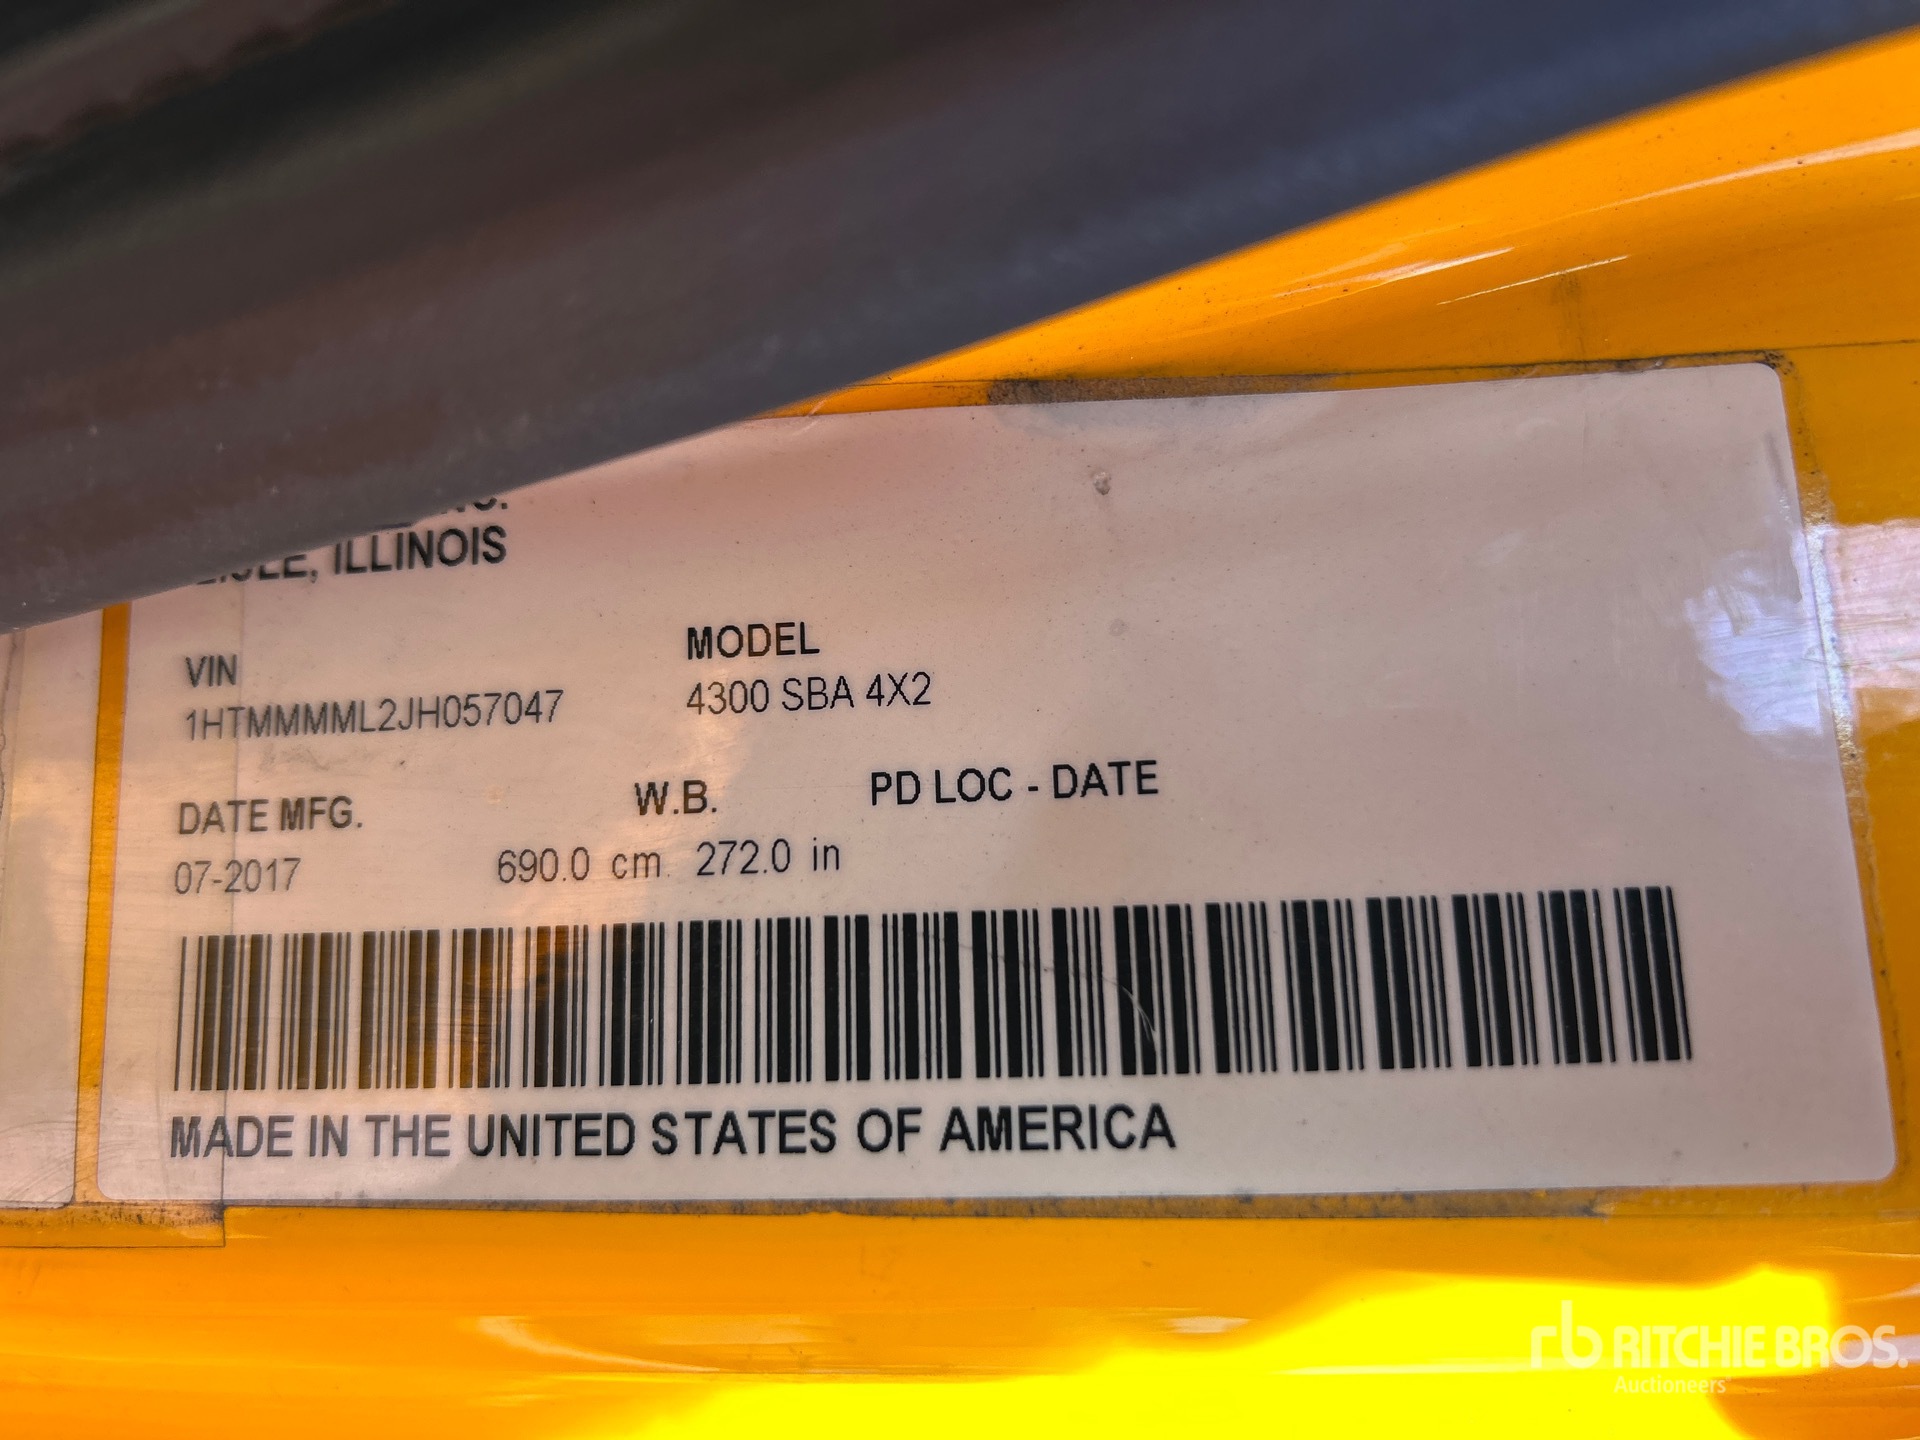 ILLINOIS
VIN
1HTMMMML2JH057047
MODEL
4300 SBA 4X2
DATE MFG.
07-2017
W.B.
690.0 cm 272.0 in
PD LOC - DATE
MADE IN THE UNITED STATES OF AMERICA
rb RITCHIE BROS.
Auctioneers